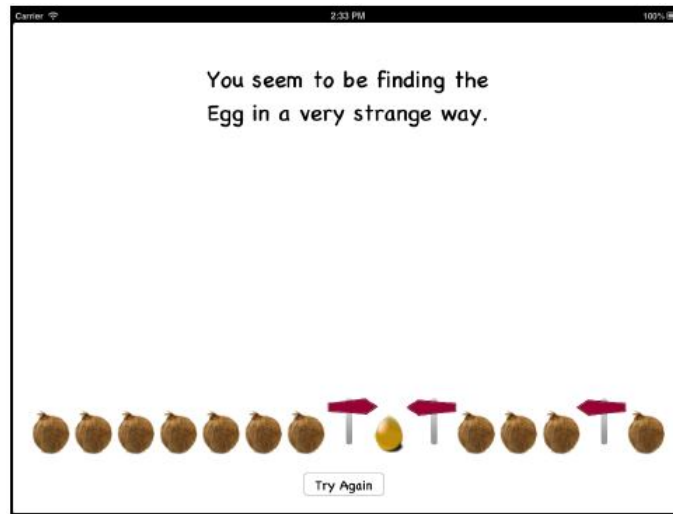 Carrier 2:33 PM 100%
You seem to be finding the
Egg in a very strange way.
Try Again